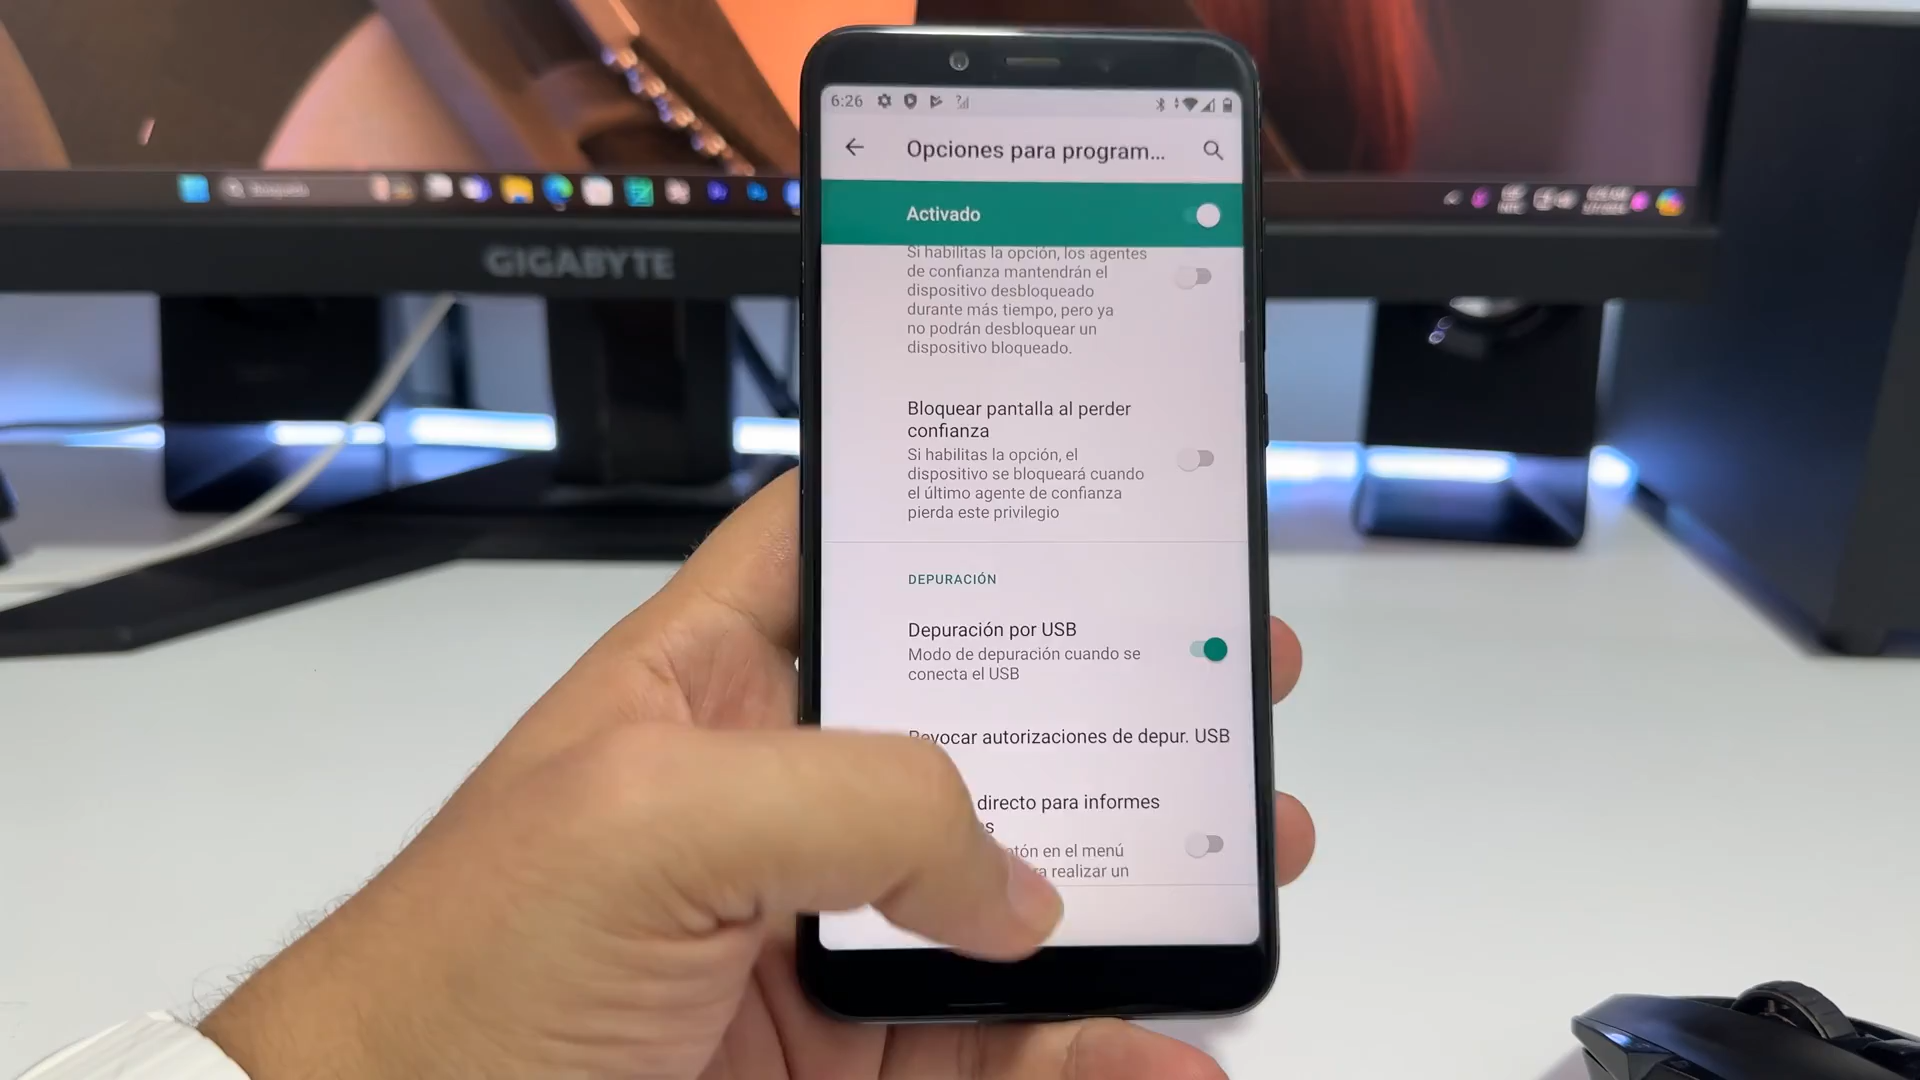 6:26
Opciones para program...
Activado
Si habilitas la opción, los agentes
de confianza mantendrán el
dispositivo desbloqueado
durante más tiempo, pero ya
no podrán desbloquear un
dispositivo bloqueado.
Bloquear pantalla al perder
confianza
Si habilitas la opción, el
dispositivo se bloqueará cuando
el último agente de confianza
pierda este privilegio
DEPURACIÓN
Depuración por USB
Modo de depuración cuando se
conecta el USB
Revocar autorizaciones de depur. USB
directo para informes
en el menú
realizar un
GIGABYTE